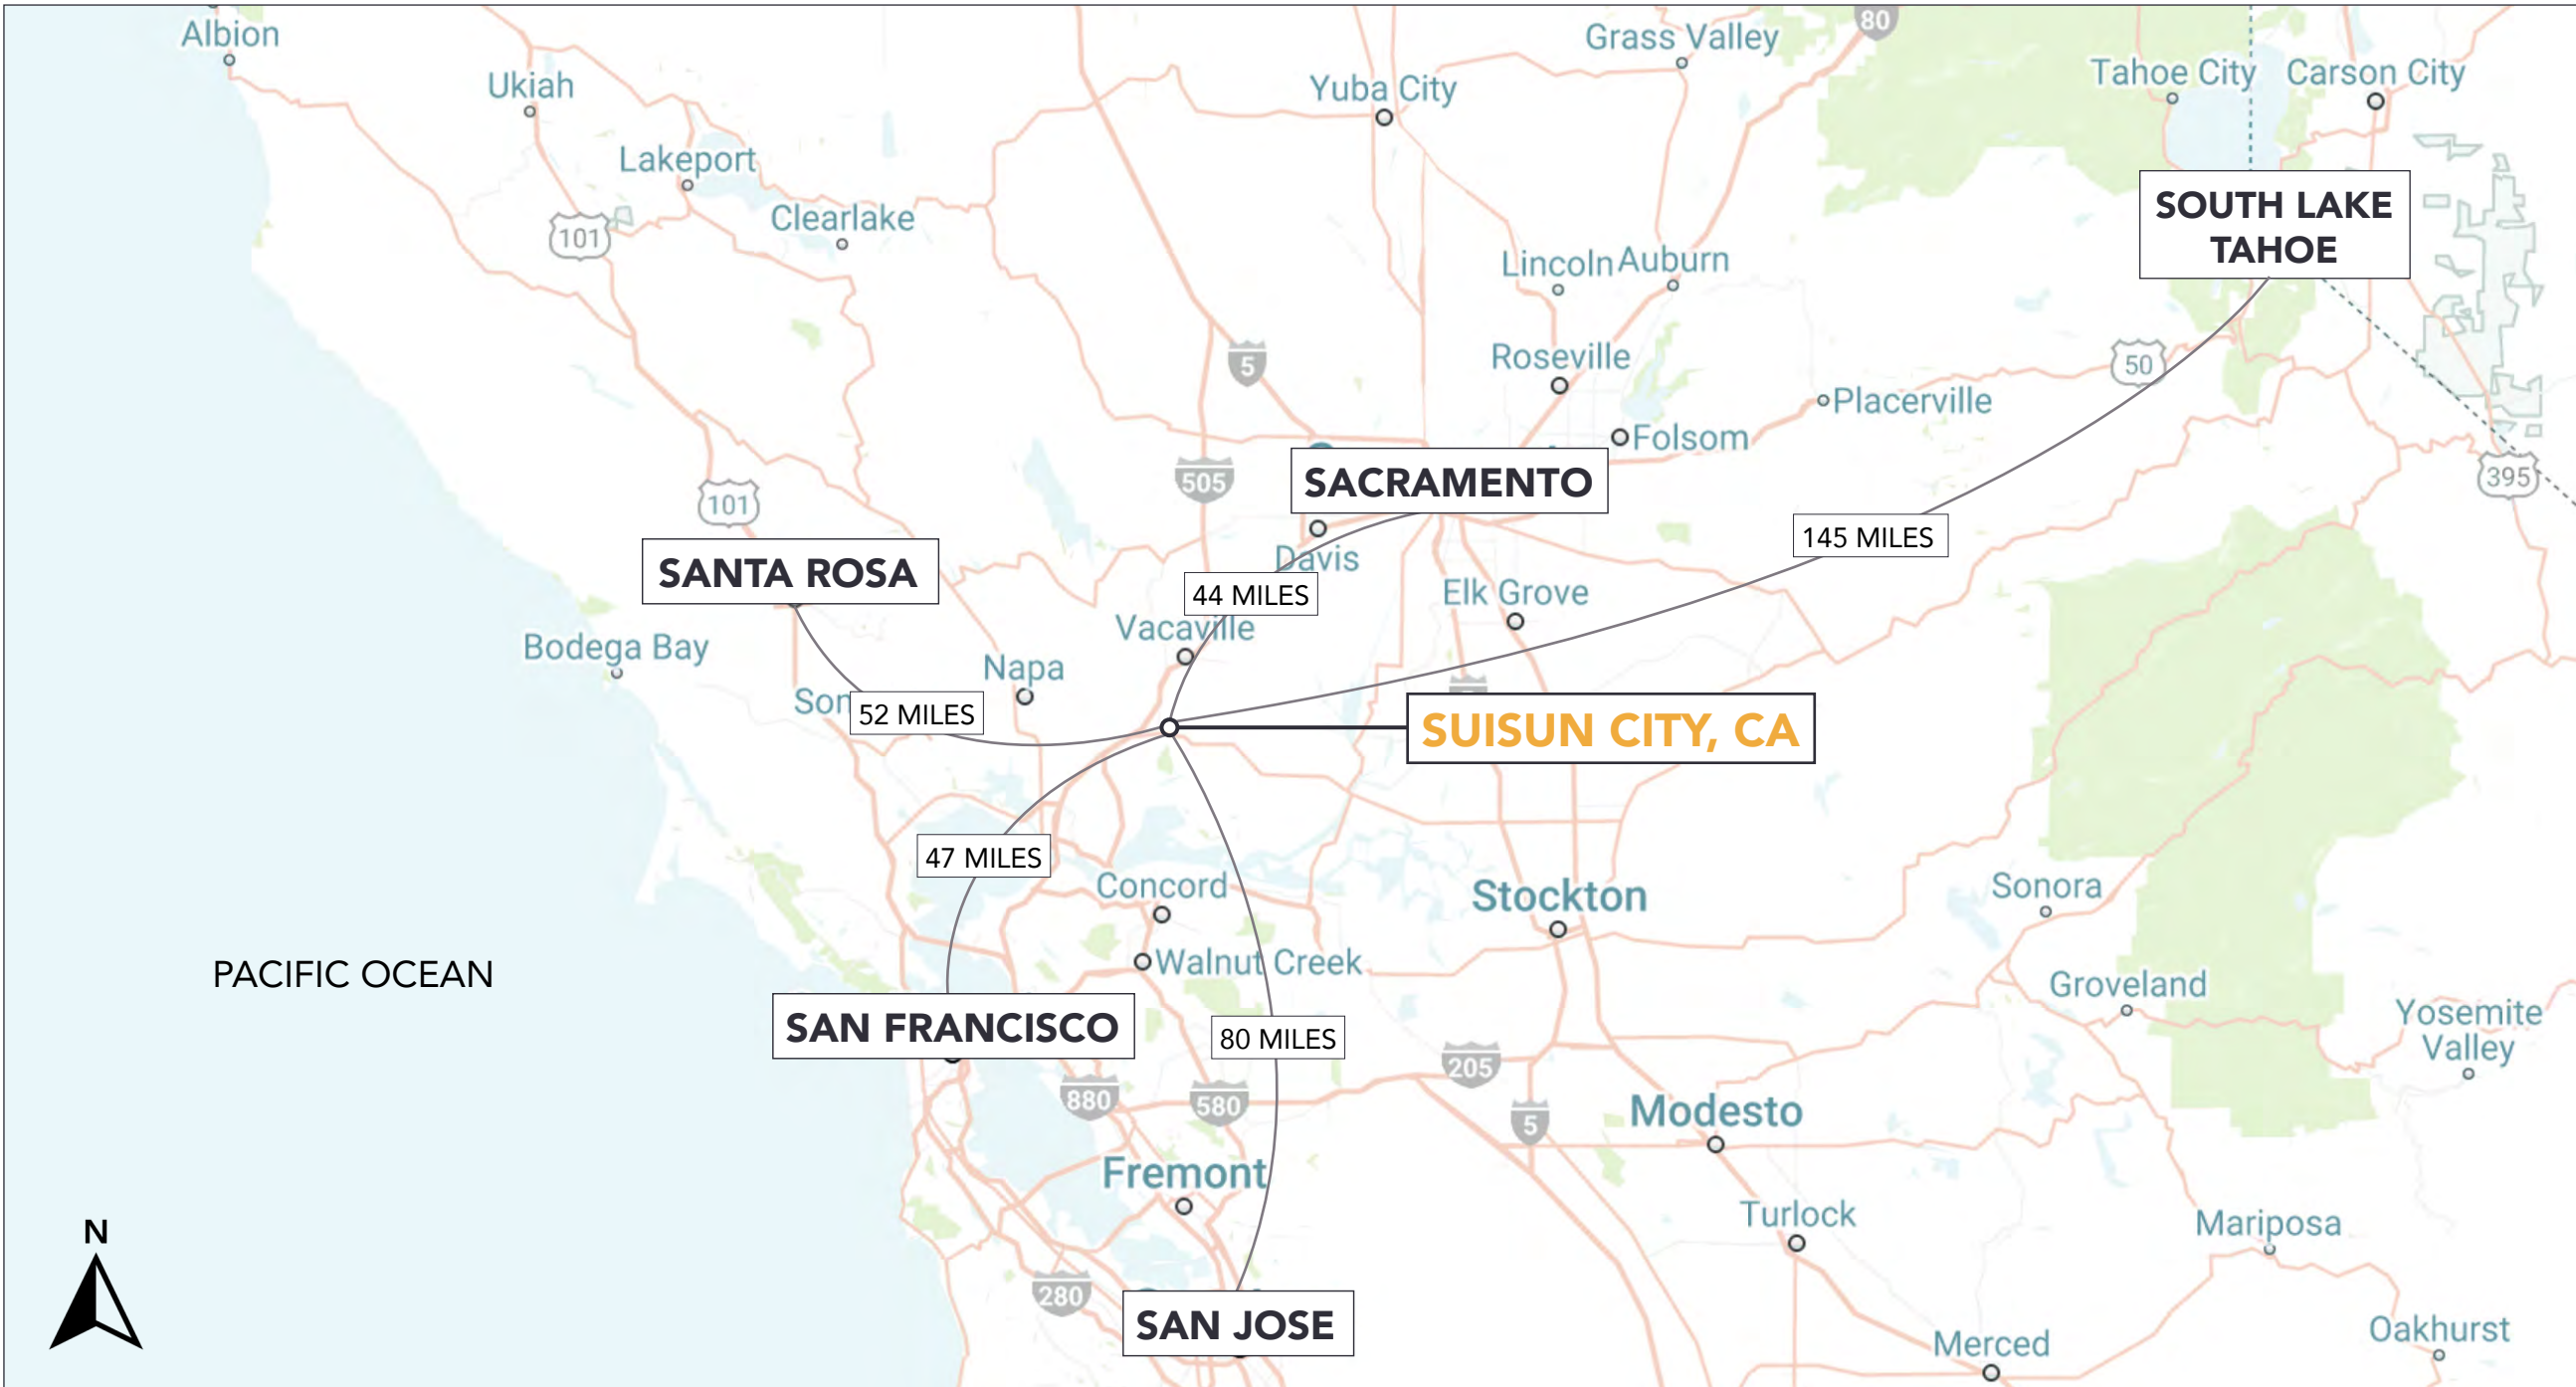 Albion
Ukiah
Lakeport
Clearlake
Yuba City
Grass Valley
80
Tahoe City
Carson City
SOUTH LAKE
TAHOE
101
Lincoln
Auburn
5
Roseville
50
Placerville
Folsom
505
SACRAMENTO
395
101
Davis
145 MILES
SANTA ROSA
44 MILES
Elk Grove
Vacaville
Bodega Bay
Napa
Son
52 MILES
SUISUN CITY, CA
47 MILES
Concord
Stockton
Sonora
PACIFIC OCEAN
Walnut Creek
Groveland
SAN FRANCISCO
80 MILES
Yosemite
Valley
205
880
580
5
Modesto
Fremont
Turlock
Mariposa
N
280
SAN JOSE
Merced
Oakhurst